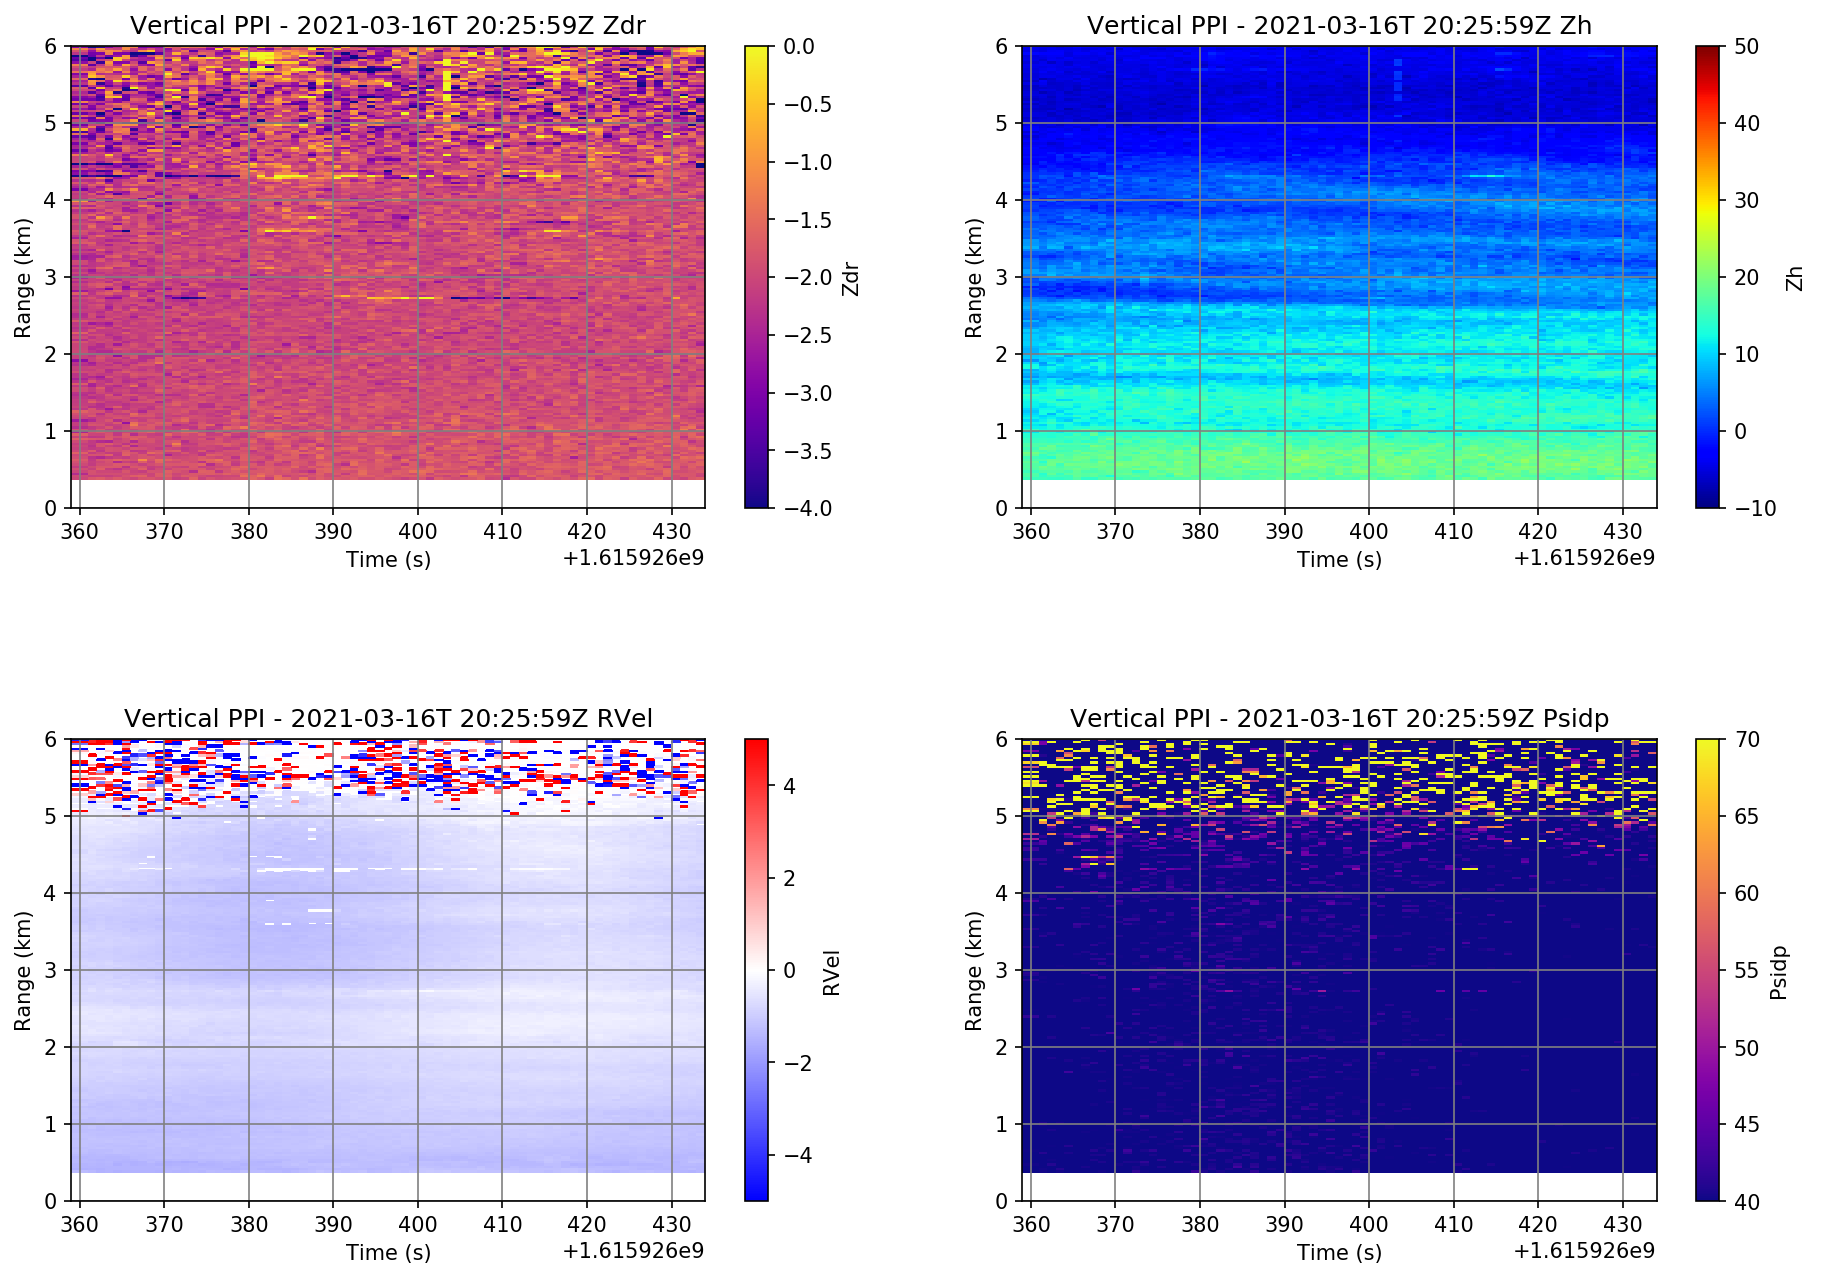 Vertical PPI - 2021-03-16T 20:25:59Z Zdr
6
5
4
3
2
1
0
Range (km)
360 370 380 390 400 410 420 430
Time (s)
+1.615926e9
0.0
−0.5
−1.0
−1.5
−2.0
−2.5
−3.0
−3.5
−4.0
Zdr
Vertical PPI - 2021-03-16T 20:25:59Z Zh
6
5
4
3
2
1
0
Range (km)
360 370 380 390 400 410 420 430
Time (s)
+1.615926e9
50
40
30
20
10
0
−10
Zh
Vertical PPI - 2021-03-16T 20:25:59Z RVel
6
5
4
3
2
1
0
Range (km)
360 370 380 390 400 410 420 430
Time (s)
+1.615926e9
4
2
0
−2
−4
RVel
Vertical PPI - 2021-03-16T 20:25:59Z Psidp
6
5
4
3
2
1
0
Range (km)
360 370 380 390 400 410 420 430
Time (s)
+1.615926e9
70
65
60
55
50
45
40
Psidp